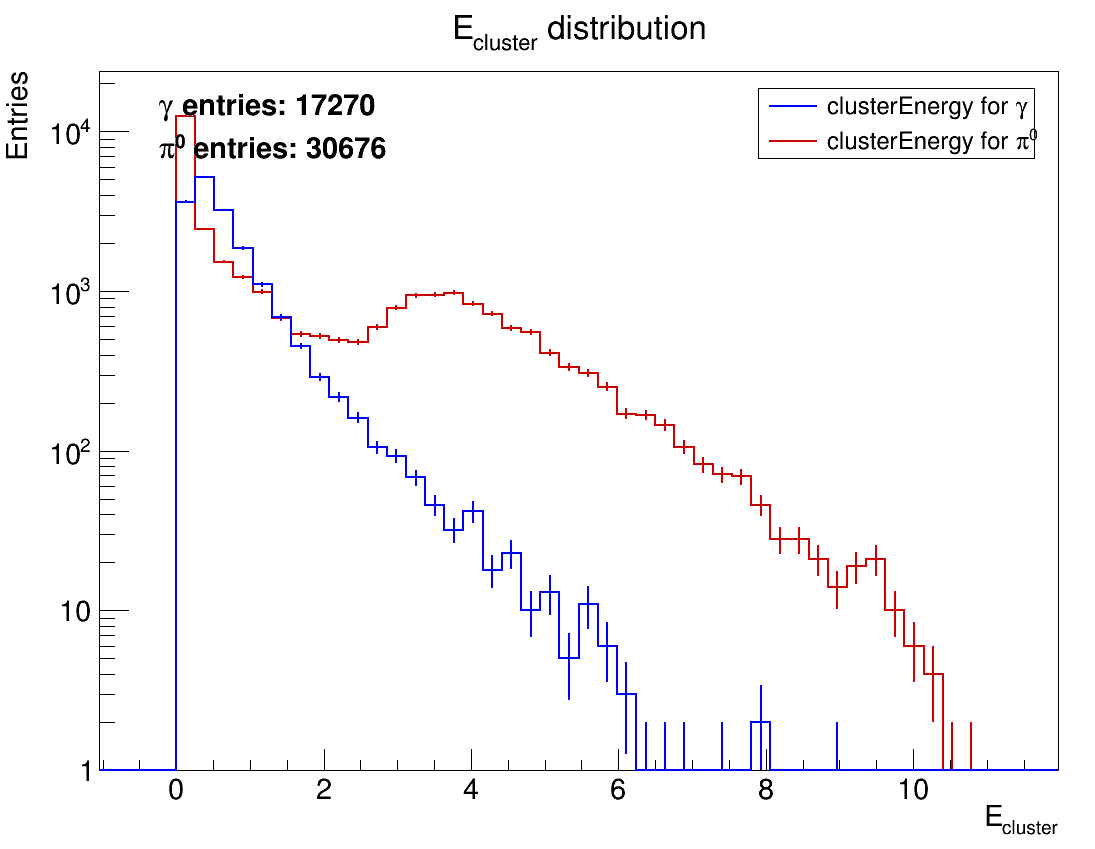 E_cluster distribution
Entries
γ entries: 17270
π⁰ entries: 30676
clusterEnergy for γ
clusterEnergy for π⁰
10⁴
10³
10²
10
1
0 2 4 6 8 10
E_cluster